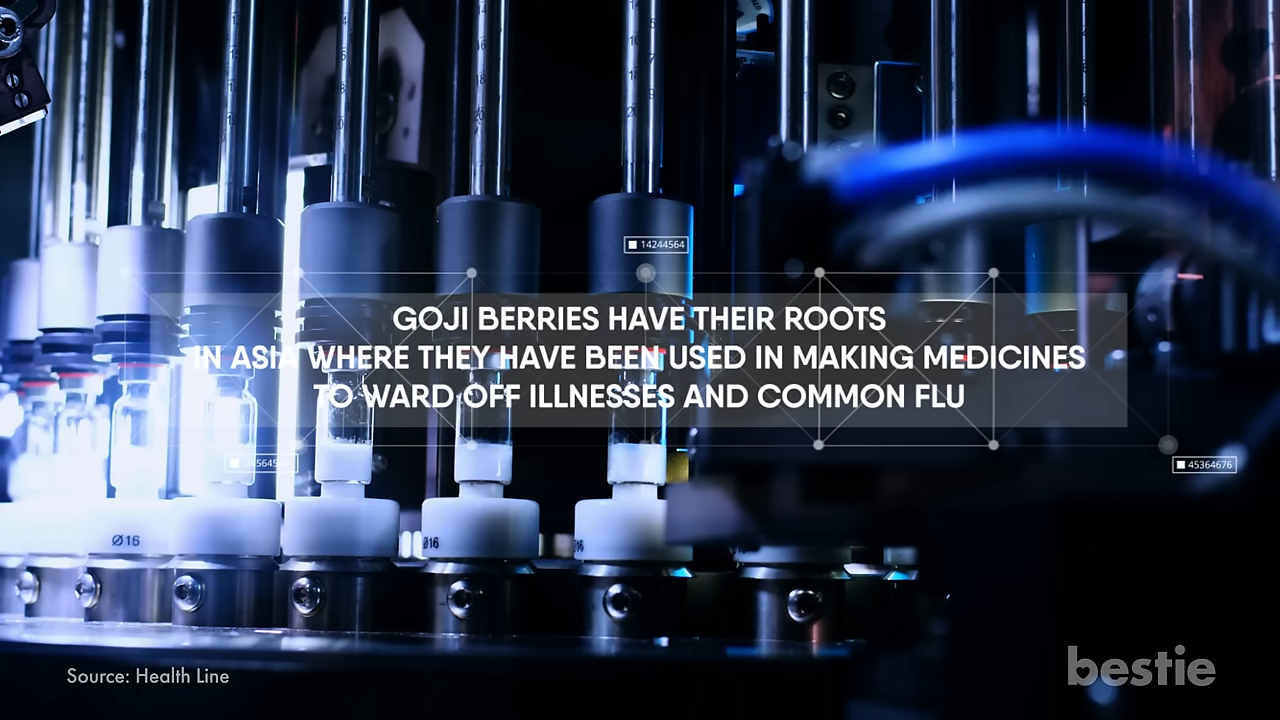 14244564
GOJI BERRIES HAVE THEIR ROOTS
IN ASIA WHERE THEY HAVE BEEN USED IN MAKING MEDICINES
TO WARD OFF ILLNESSES AND COMMON FLU
45364676
Ø16
Ø16
Source: Health Line
bestie